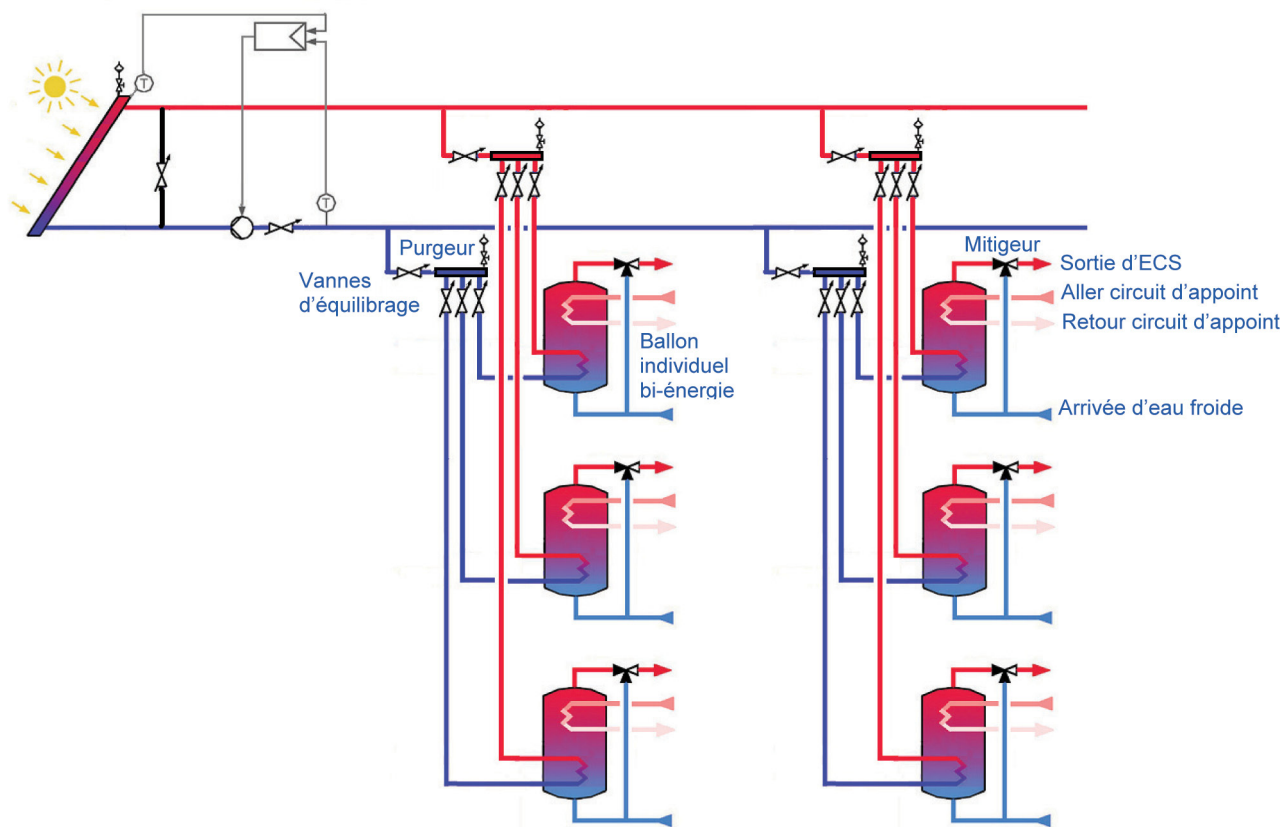 T
T
Purgeur
Vannes
d’équilibrage
Ballon
individuel
bi-énergie
Mitigeur
Sortie d’ECS
Aller circuit d’appoint
Retour circuit d’appoint
Arrivée d’eau froide